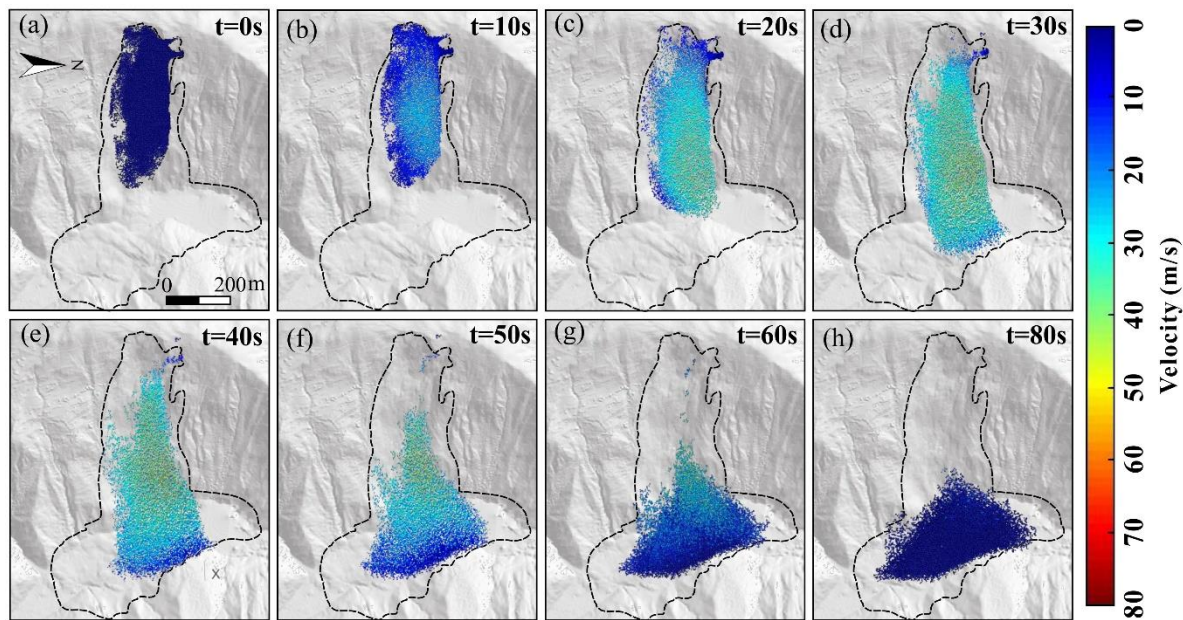 (a) t=0s
(b) t=10s
(c) t=20s
(d) t=30s
N
0 200 m
(e) t=40s
(f) t=50s
(g) t=60s
(h) t=80s
x
0
10
20
30
40
50
60
70
80
Velocity (m/s)